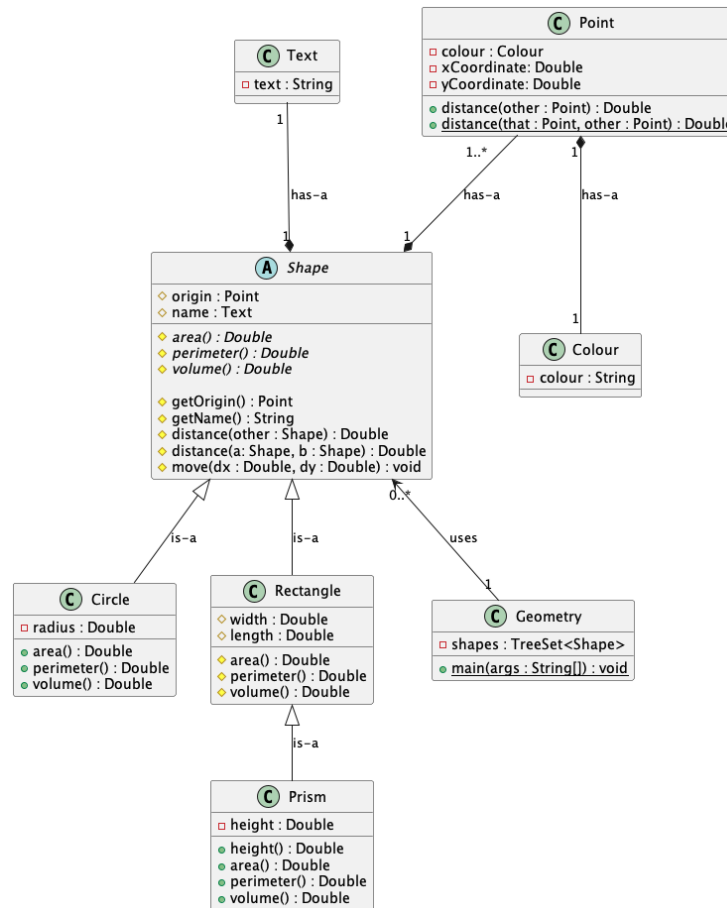 C Point
colour : Colour
xCoordinate: Double
yCoordinate: Double
distance(other : Point) : Double
distance(that : Point, other : Point) : Double
C Text
text : String
1
1..*
1
has-a
has-a
has-a
1
1
1
A Shape
origin : Point
name : Text
area() : Double
perimeter() : Double
volume() : Double
getOrigin() : Point
getName() : String
distance(other : Shape) : Double
distance(a: Shape, b : Shape) : Double
move(dx : Double, dy : Double) : void
C Colour
colour : String
0..*
is-a
is-a
uses
1
C Circle
radius : Double
area() : Double
perimeter() : Double
volume() : Double
C Rectangle
width : Double
length : Double
area() : Double
perimeter() : Double
volume() : Double
C Geometry
shapes : TreeSet<Shape>
main(args : String[]) : void
is-a
C Prism
height : Double
height() : Double
area() : Double
perimeter() : Double
volume() : Double